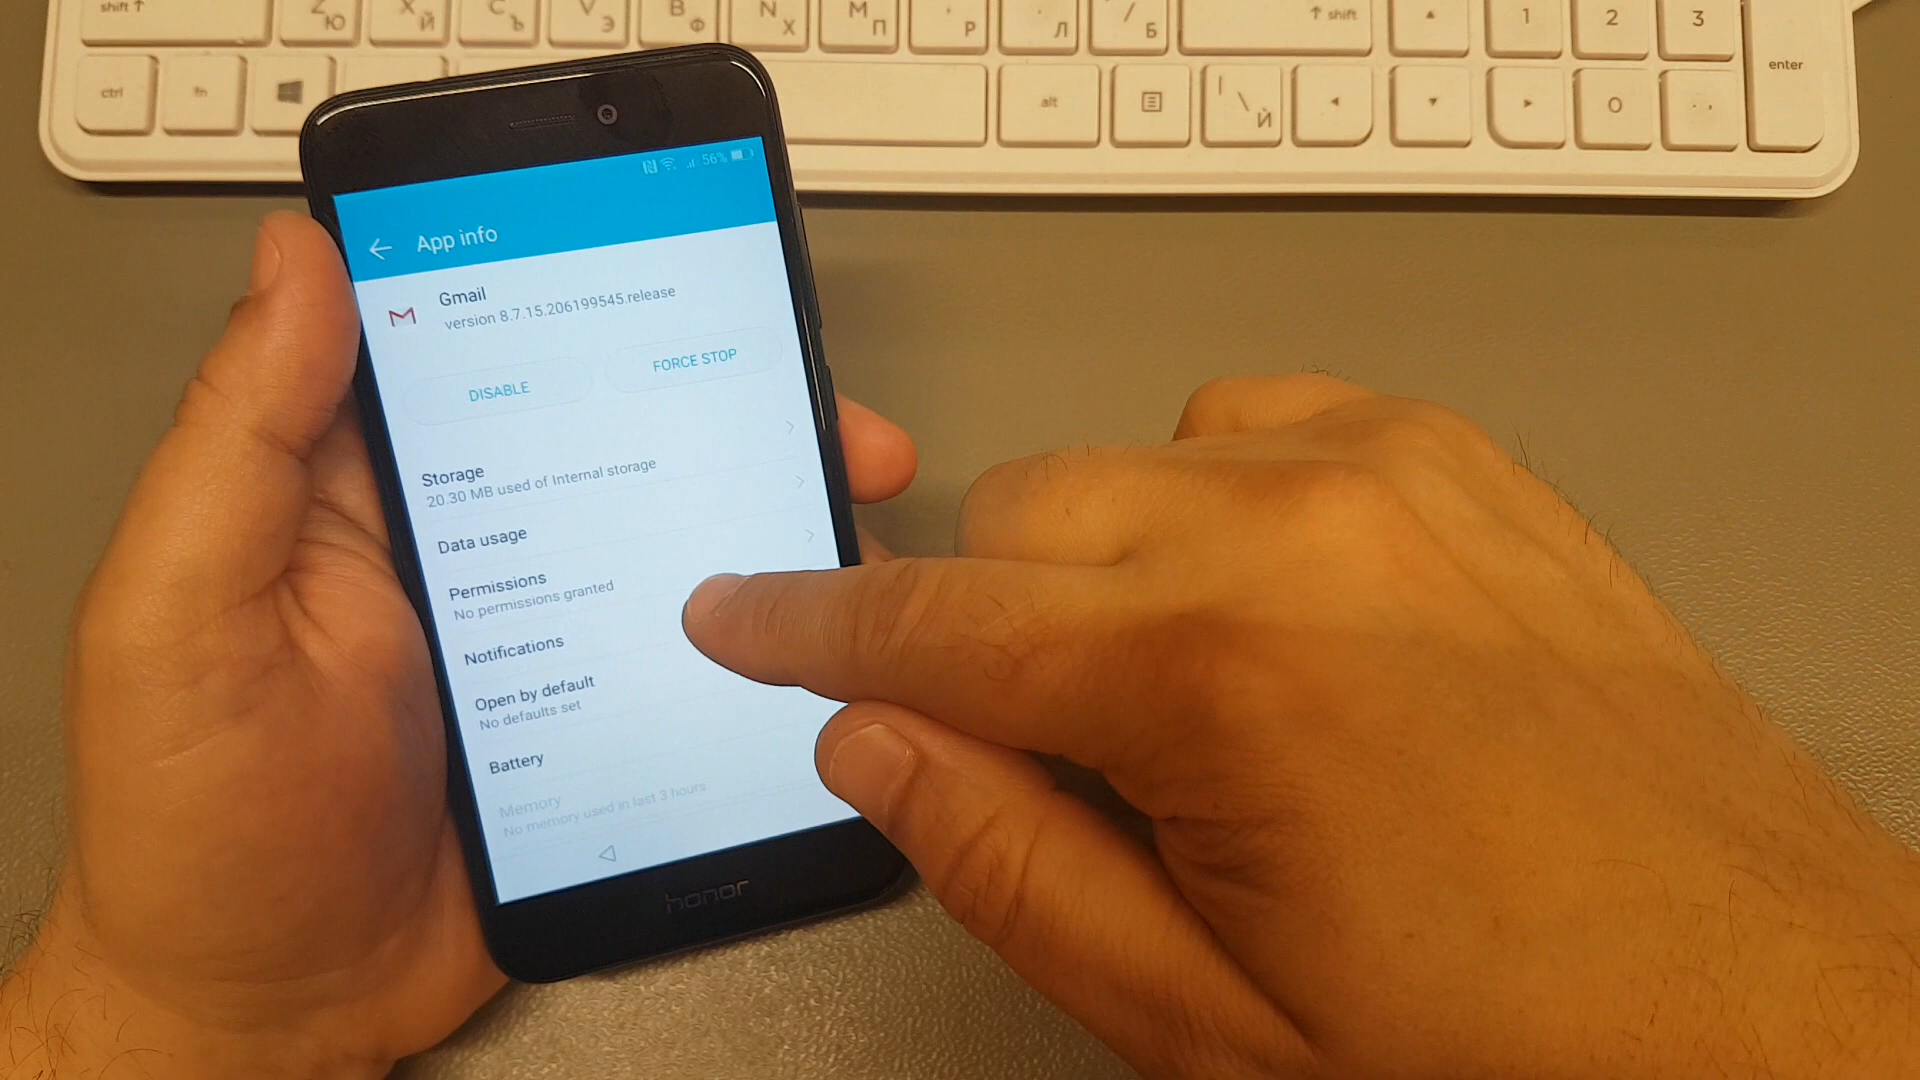 shift ↑ Z Ю X Й C Ъ V Э B Ф N Х M П Р Л / Б ↑ shift 1 2 3
ctrl fn alt \ Й 0 enter
56%
App info
Gmail
version 8.7.15.206199545.release
DISABLE
FORCE STOP
Storage
20.30 MB used of Internal storage
Data usage
Permissions
No permissions granted
Notifications
Open by default
No defaults set
Battery
Memory
No memory used in last 3 hours
honor